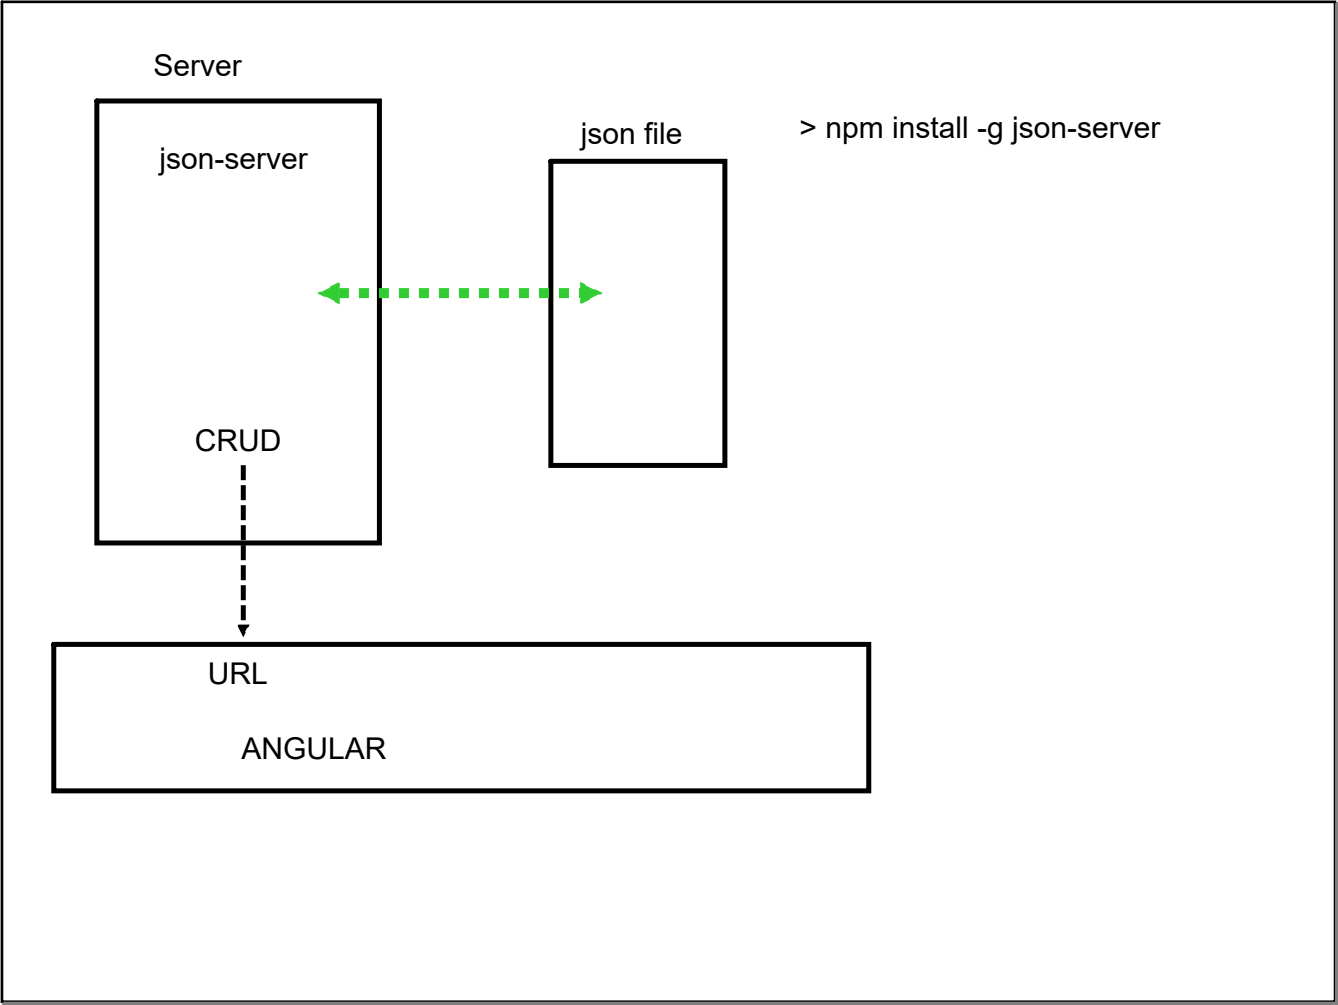 Server
json-server
json file
> npm install -g json-server
CRUD
URL
ANGULAR